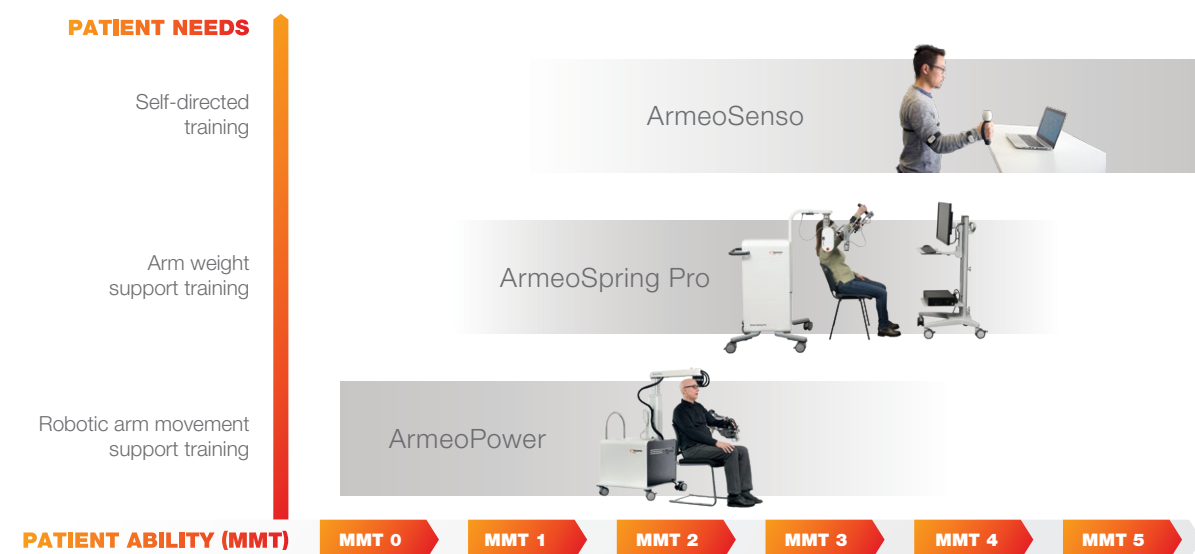 PATIENT NEEDS
Self-directed
training
ArmeoSenso
Arm weight
support training
ArmeoSpring Pro
Robotic arm movement
support training
ArmeoPower
PATIENT ABILITY (MMT)
MMT 0
MMT 1
MMT 2
MMT 3
MMT 4
MMT 5